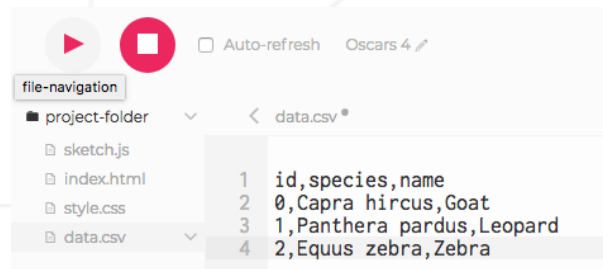 Auto-refresh Oscars 4
file-navigation
project-folder
sketch.js
index.html
style.css
data.csv
data.csv
1 id,species,name
2 0,Capra hircus,Goat
3 1,Panthera pardus,Leopard
4 2,Equus zebra,Zebra